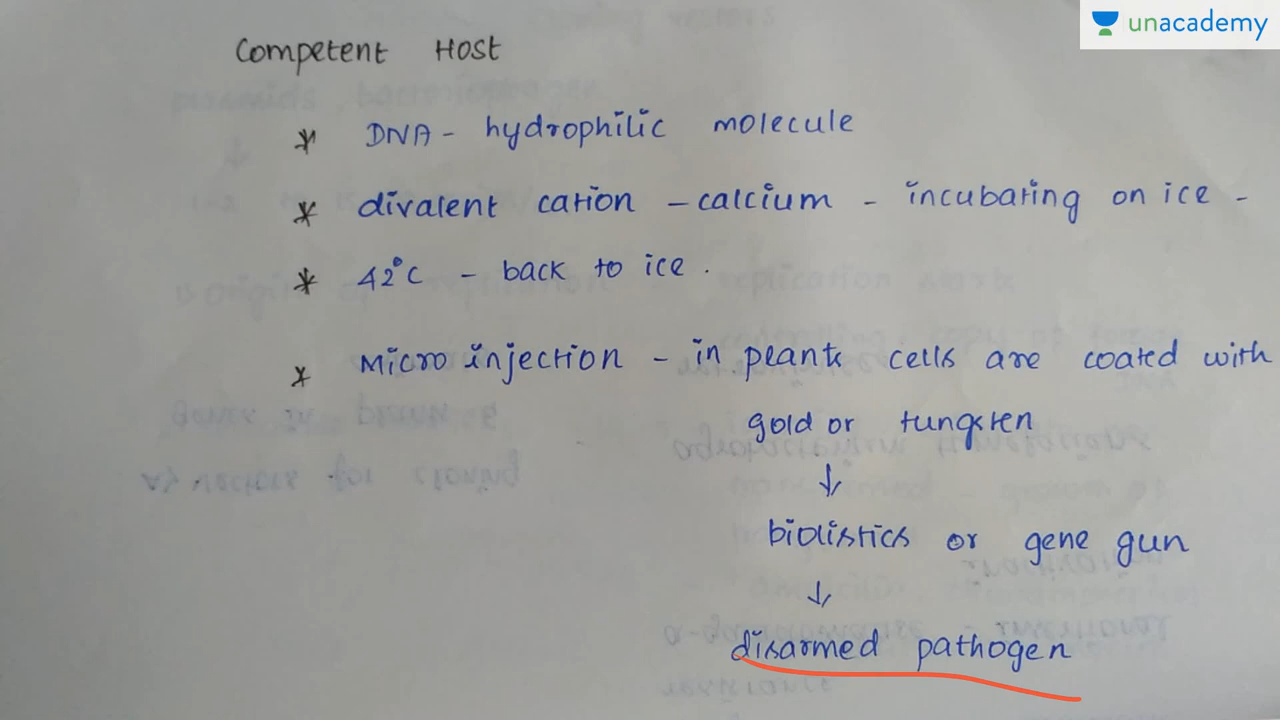 unacademy
Competent Host
* DNA - hydrophilic molecule
* divalent cation - calcium - incubating on ice -
* 42°C - back to ice.
* Micro injection - in plants cells are coated with
gold or tungsten
↓
biolistics or gene gun
↓
disarmed pathogen